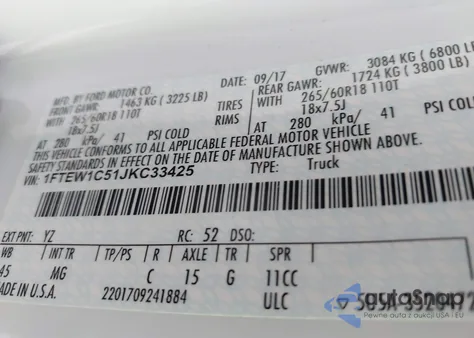 MFD. BY FORD MOTOR CO.
DATE: 09/17
GVWR: 3084 KG (6800 LB
FRONT GAWR: 1463 KG (3225 LB)
REAR GAWR: 1724 KG (3800 LB)
WITH 265/60R18 110T TIRES
WITH 265/60R18 110T
18x7.5J RIMS
18x7.5J
AT 280 kPa/ 41 PSI COLD
AT 280 kPa/ 41 PSI COLD
THIS VEHICLE CONFORMS TO ALL APPLICABLE FEDERAL MOTOR VEHICLE
SAFETY STANDARDS IN EFFECT ON THE DATE OF MANUFACTURE SHOWN ABOVE.
VIN: 1FTEW1C51JKC33425
TYPE: Truck
EXT PNT: YZ RC: 52 DSO:
WB INT TR TP/PS R AXLE TR SPR
45 MG C 15 G 11CC
ADE IN U.S.A. 2201709241884 ULC
autoSnap
Pewne auta z aukcji USA i EU